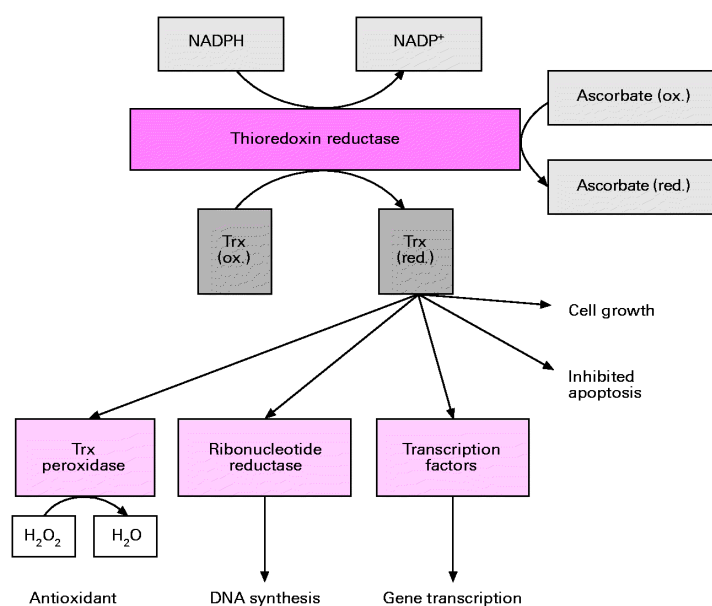 NADPH
NADP⁺
Ascorbate (ox.)
Thioredoxin reductase
Ascorbate (red.)
Trx
(ox.)
Trx
(red.)
Cell growth
Inhibited
apoptosis
Trx
peroxidase
Ribonucleotide
reductase
Transcription
factors
H₂O₂
H₂O
Antioxidant
DNA synthesis
Gene transcription